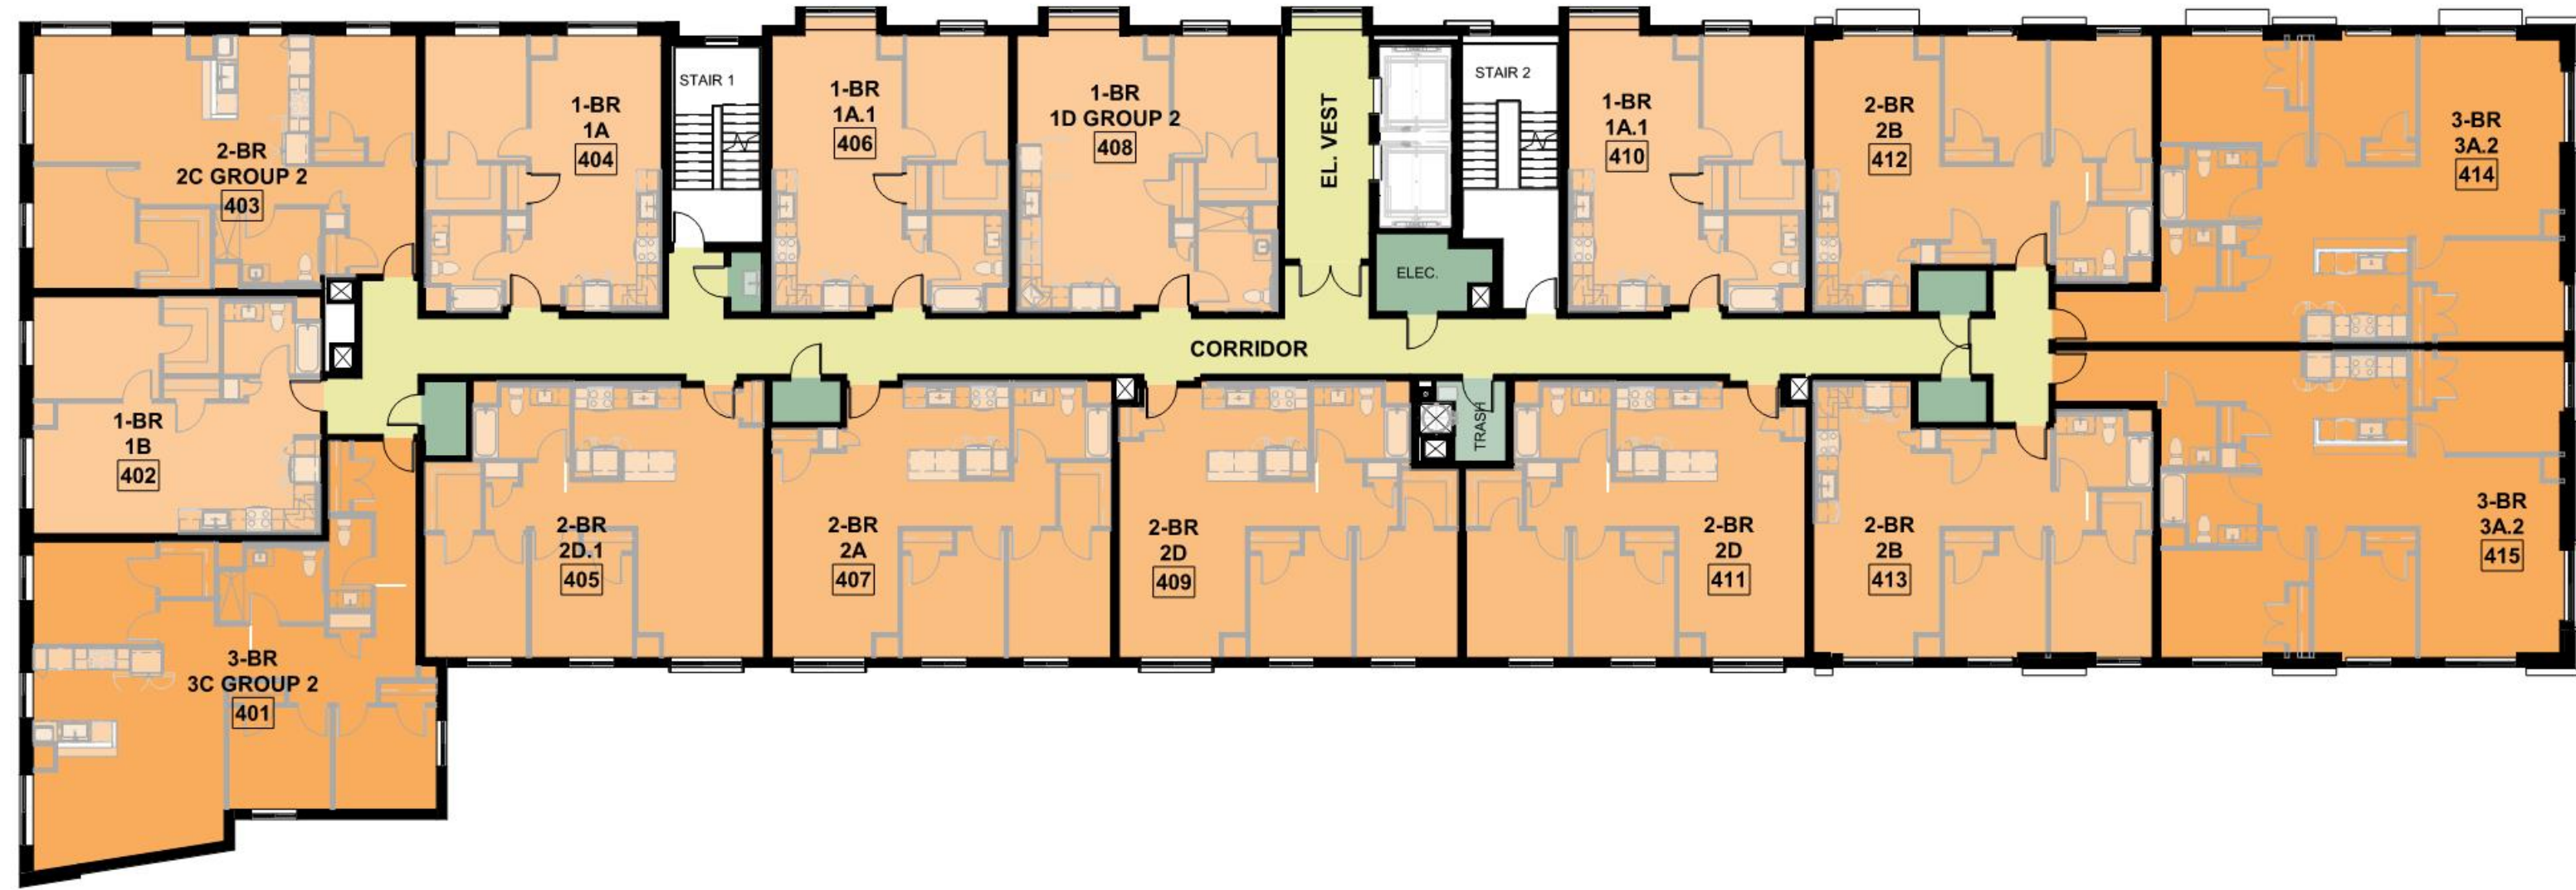 2-BR
2C GROUP 2
403
1-BR
1A
404
STAIR 1
1-BR
1A.1
406
1-BR
1D GROUP 2
408
EL. VEST
STAIR 2
ELEC.
1-BR
1A.1
410
2-BR
2B
412
3-BR
3A.2
414
CORRIDOR
1-BR
1B
402
2-BR
2D.1
405
2-BR
2A
407
2-BR
2D
409
TRASH
2-BR
2D
411
2-BR
2B
413
3-BR
3A.2
415
3-BR
3C GROUP 2
401